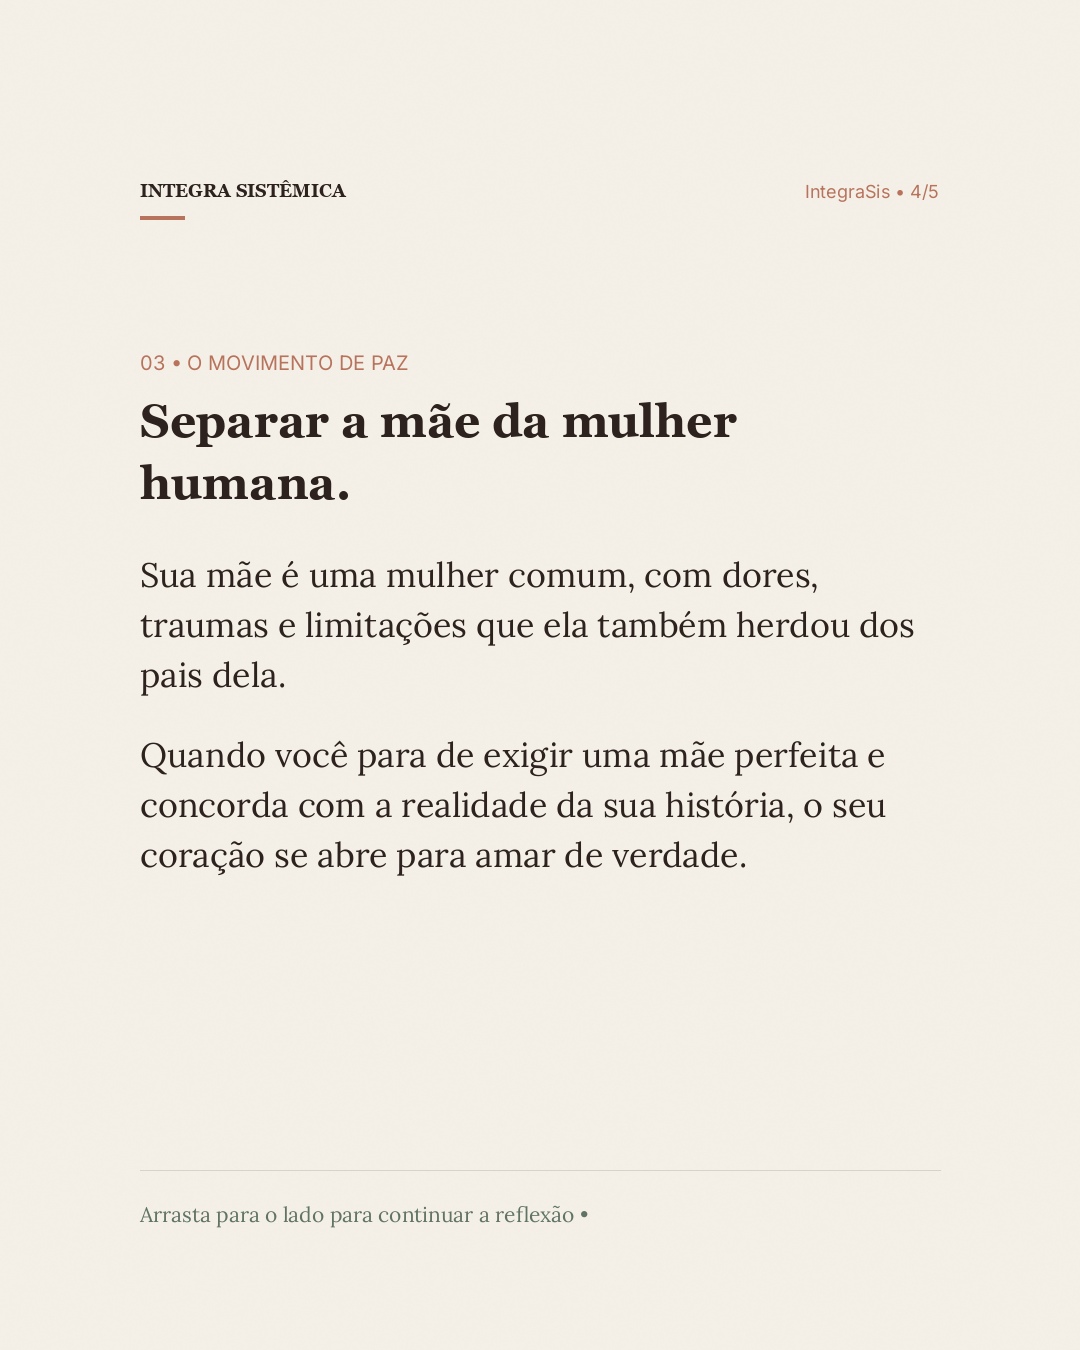 INTEGRA SISTÊMICA
IntegraSis • 4/5
03 • O MOVIMENTO DE PAZ
Separar a mãe da mulher
humana.
Sua mãe é uma mulher comum, com dores,
traumas e limitações que ela também herdou dos
pais dela.
Quando você para de exigir uma mãe perfeita e
concorda com a realidade da sua história, o seu
coração se abre para amar de verdade.
Arrasta para o lado para continuar a reflexão •